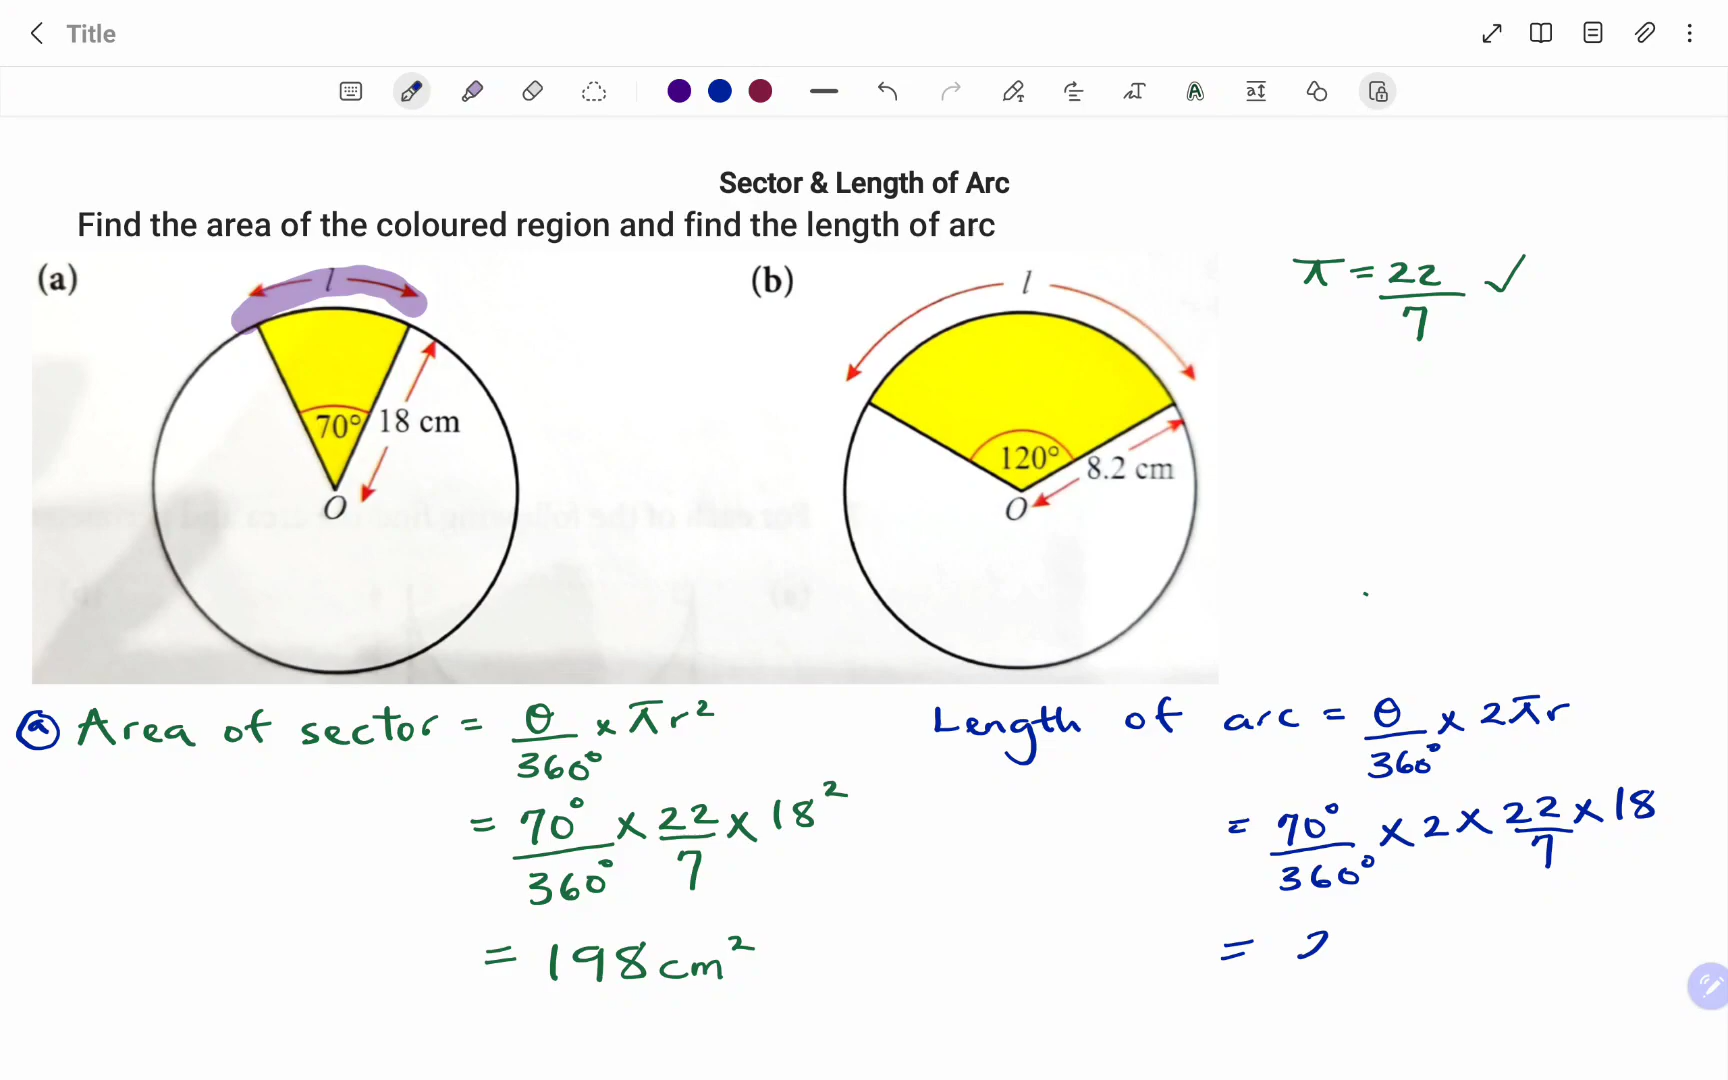 Title
Sector & Length of Arc
Find the area of the coloured region and find the length of arc
(a)
l
70°
18 cm
O
(b)
l
120°
8.2 cm
O
π = 22/7 ✓
ⓐ Area of sector = θ/360° × πr²
= 70°/360° × 22/7 × 18²
= 198cm²
Length of arc = θ/360° × 2πr
= 70°/360° × 2 × 22/7 × 18
= 2